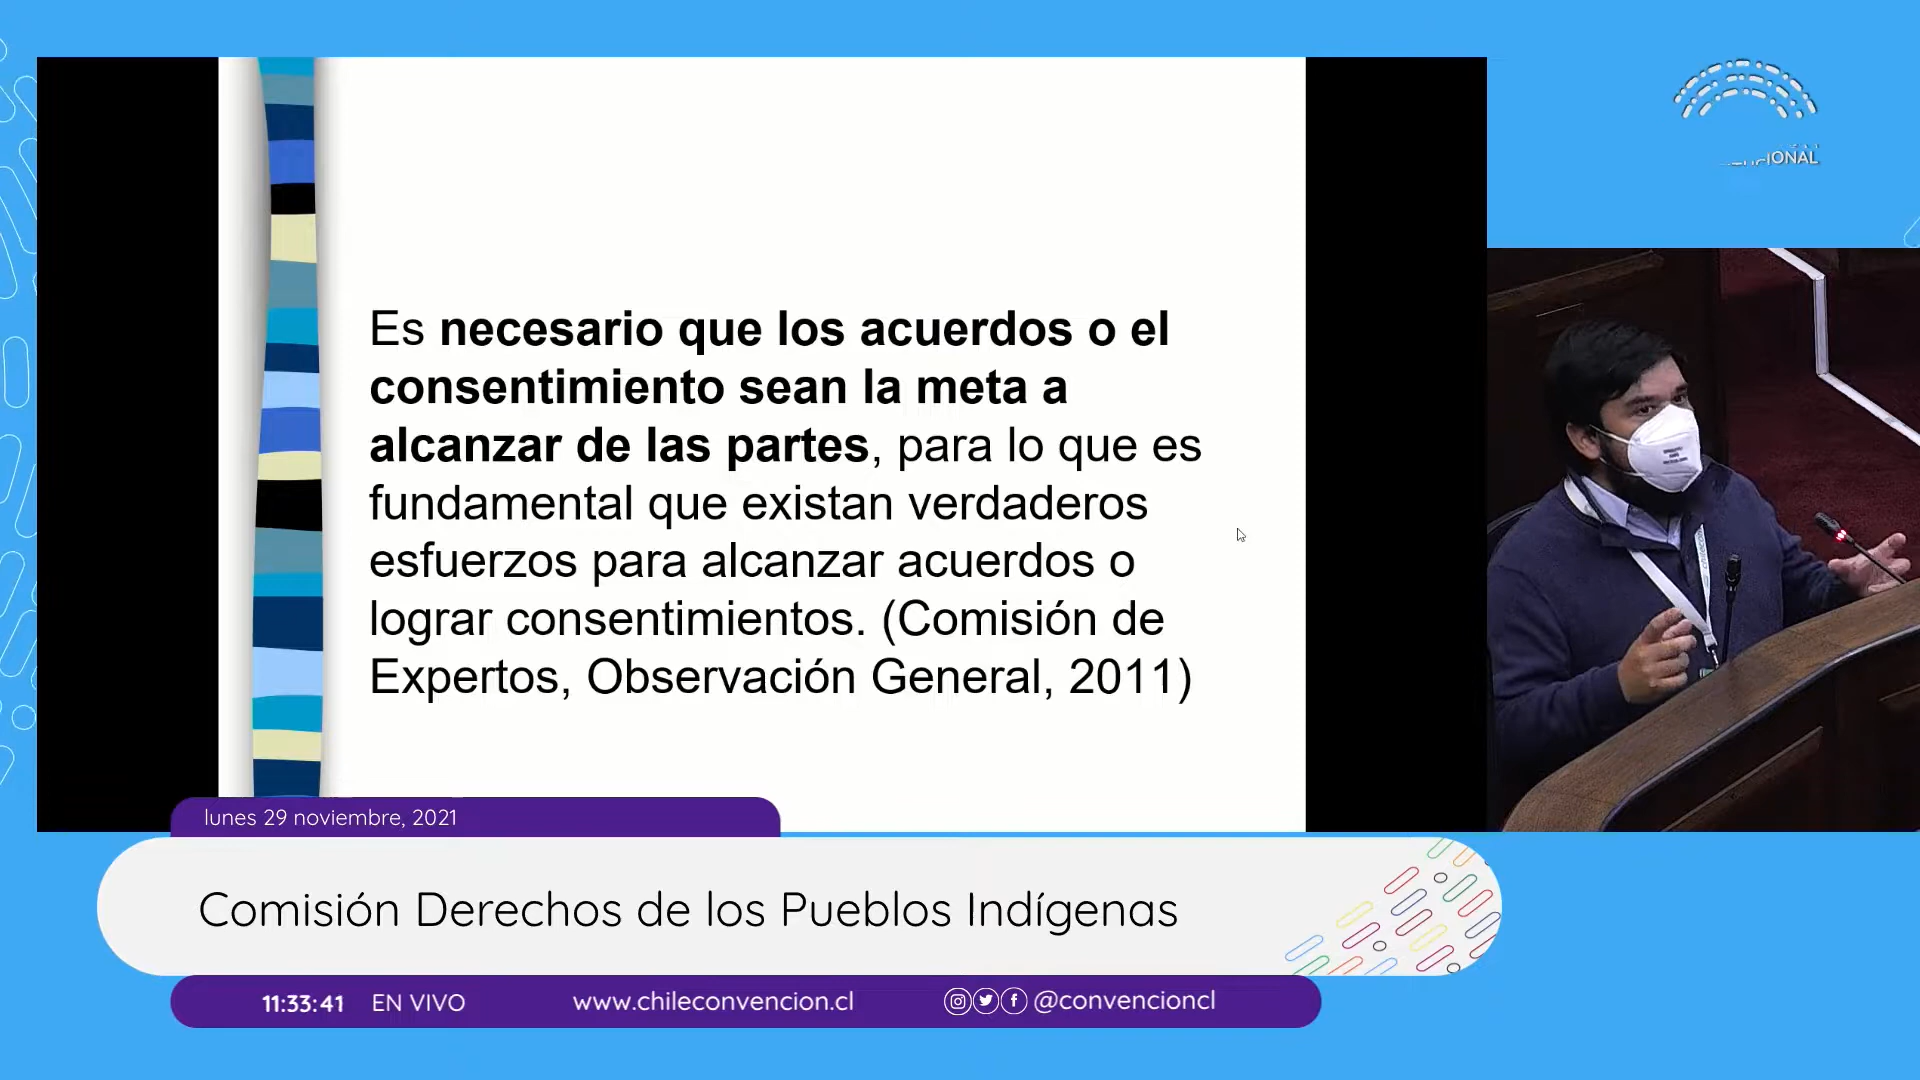 Es necesario que los acuerdos o el
consentimiento sean la meta a
alcanzar de las partes, para lo que es
fundamental que existan verdaderos
esfuerzos para alcanzar acuerdos o
lograr consentimientos. (Comisión de
Expertos, Observación General, 2011)
lunes 29 noviembre, 2021
Comisión Derechos de los Pueblos Indígenas
11:33:41 EN VIVO www.chileconvencion.cl @convencioncl